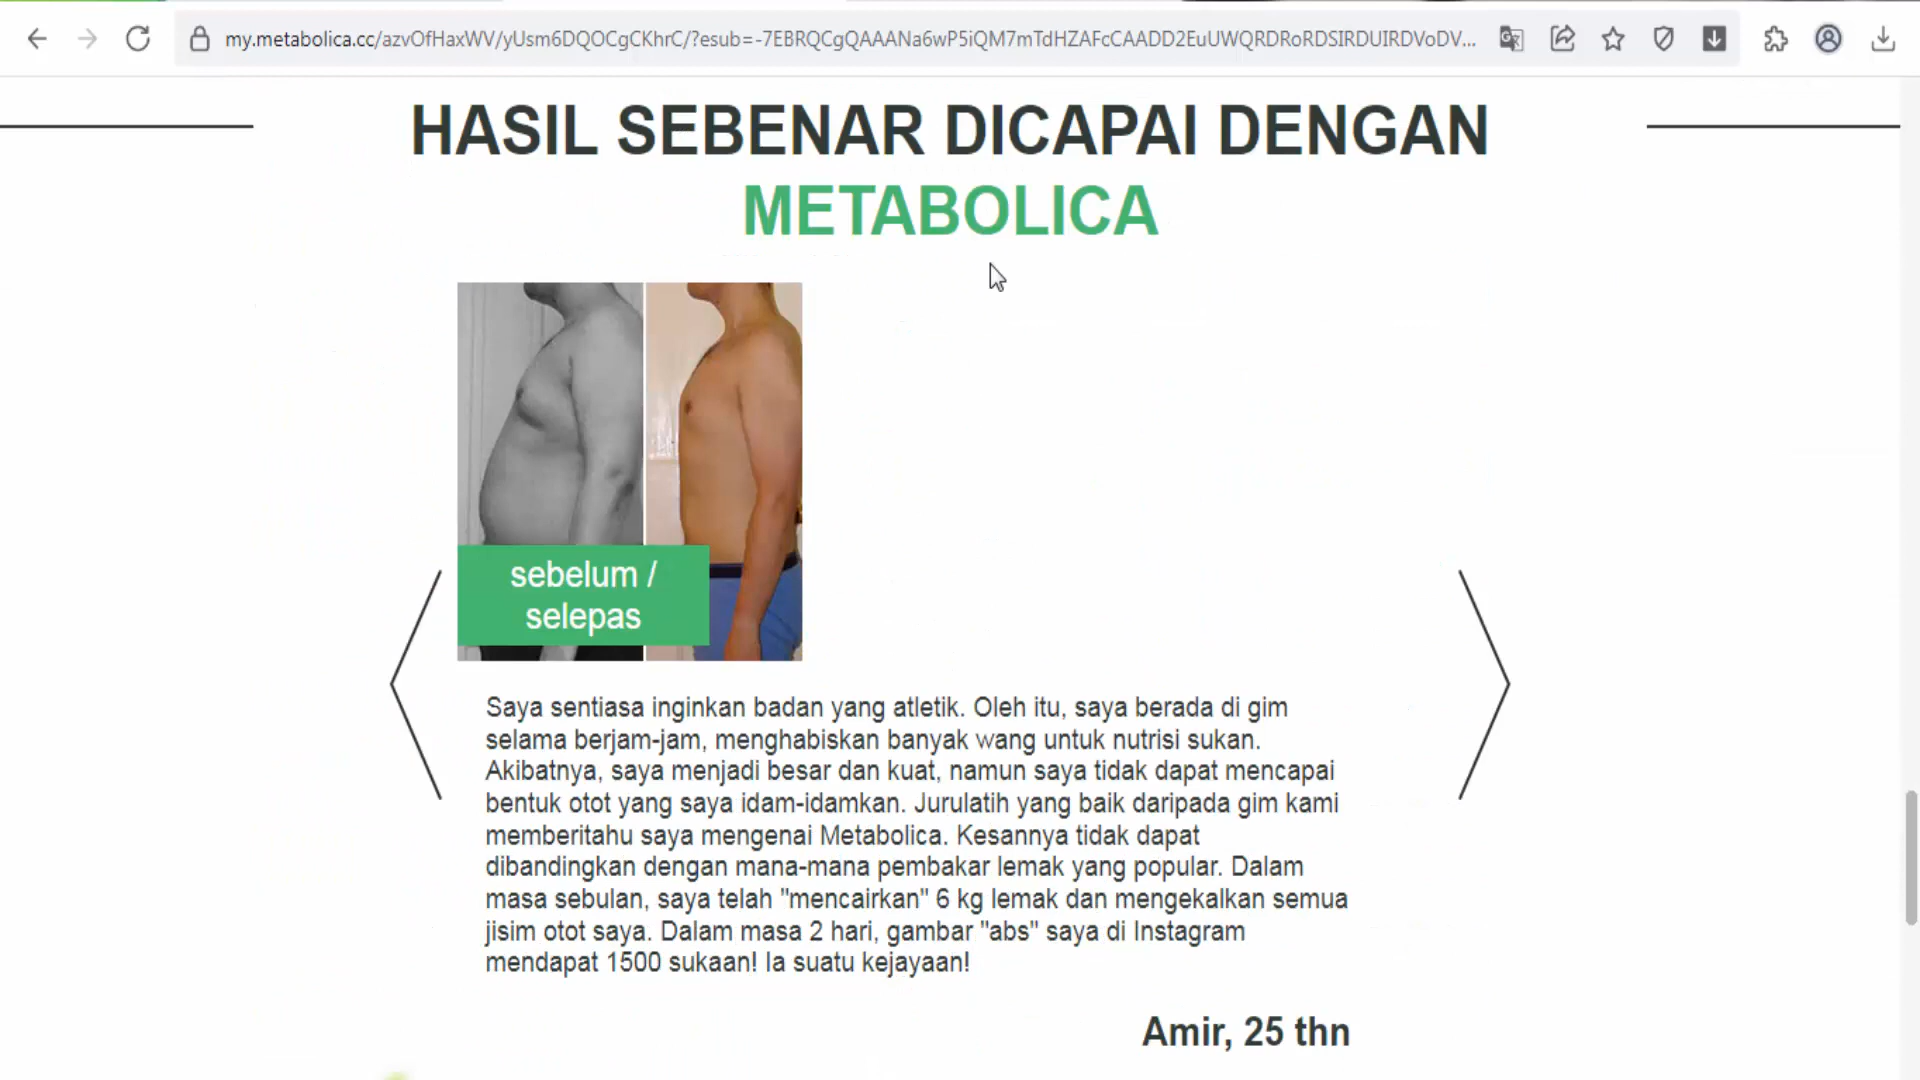 my.metabolica.cc/azvOfHaxWV/yUsm6DQOCgCKhrC/?esub=-7EBRQCgQAAANa6wP5iQM7mTdHZAFcCAADD2EuUWQRDRoRDSIRDUIRDVoDV...
HASIL SEBENAR DICAPAI DENGAN
METABOLICA
sebelum /
selepas
Saya sentiasa inginkan badan yang atletik. Oleh itu, saya berada di gim
selama berjam-jam, menghabiskan banyak wang untuk nutrisi sukan.
Akibatnya, saya menjadi besar dan kuat, namun saya tidak dapat mencapai
bentuk otot yang saya idam-idamkan. Jurulatih yang baik daripada gim kami
memberitahu saya mengenai Metabolica. Kesannya tidak dapat
dibandingkan dengan mana-mana pembakar lemak yang popular. Dalam
masa sebulan, saya telah "mencairkan" 6 kg lemak dan mengekalkan semua
jisim otot saya. Dalam masa 2 hari, gambar "abs" saya di Instagram
mendapat 1500 sukaan! Ia suatu kejayaan!
Amir, 25 thn